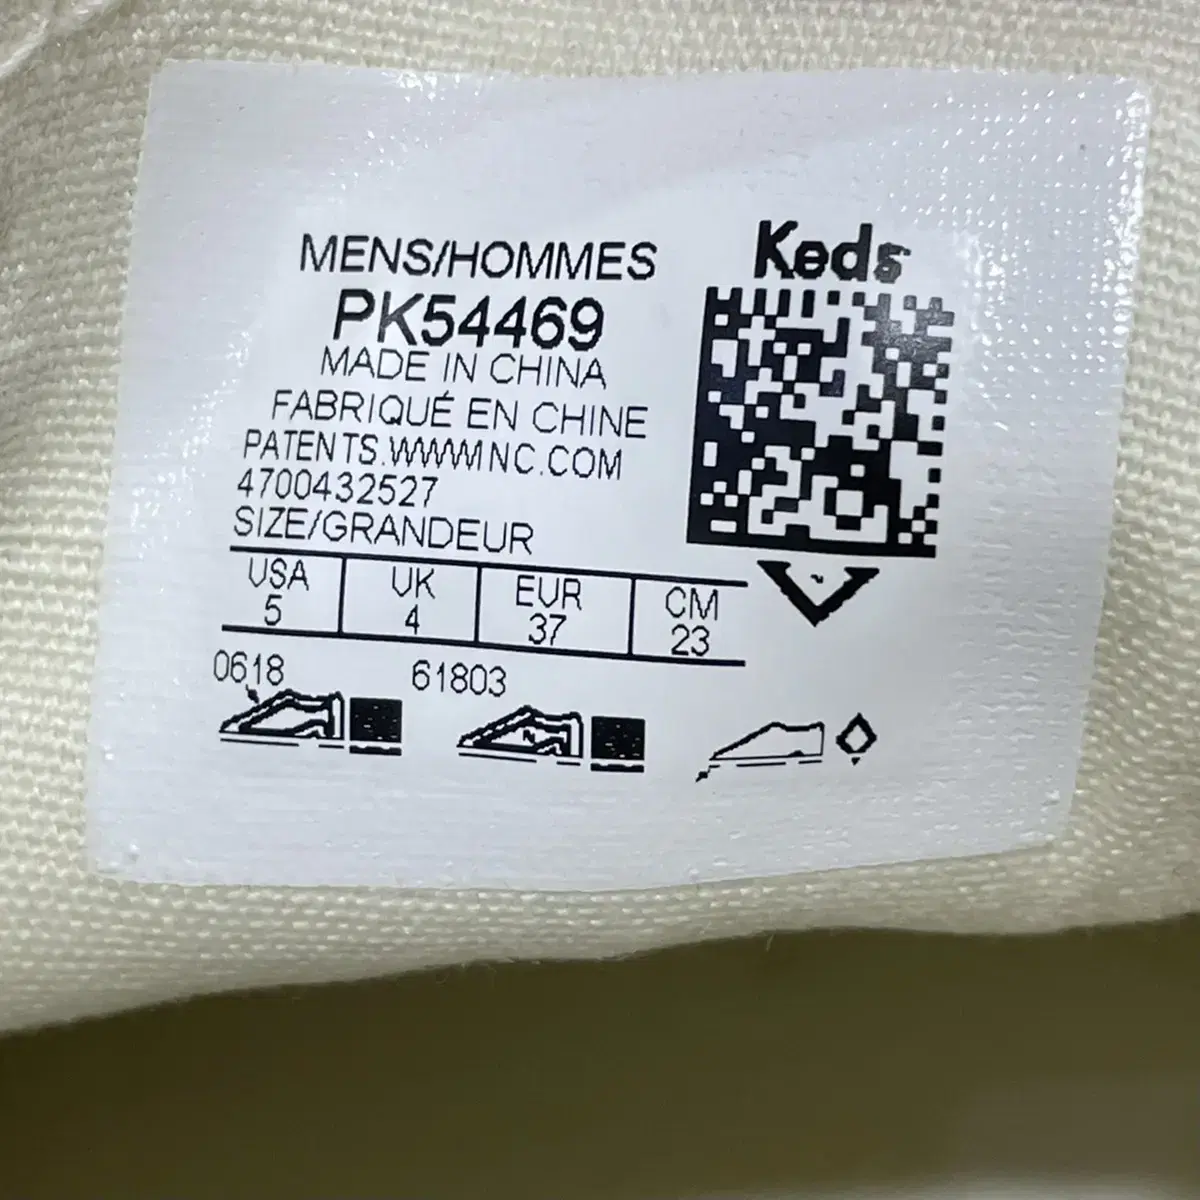 MENS/HOMMES
PK54469
MADE IN CHINA
FABRIQUÉ EN CHINE
PATENTS.WWWINC.COM
4700432527
SIZE/GRANDEUR
USA UK EUR CM
5 4 37 23
0618 61803
Keds